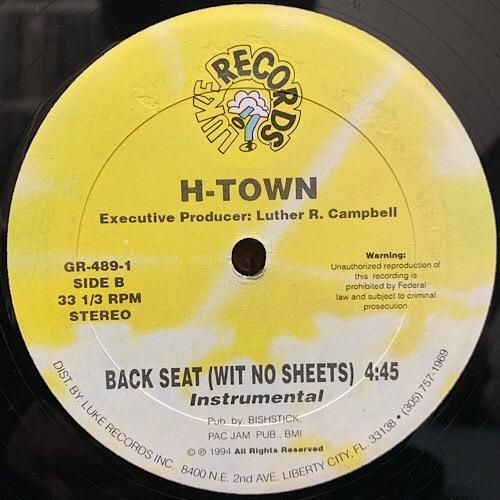 LUKE RECORDS
H-TOWN
Executive Producer: Luther R. Campbell
GR-489-1
SIDE B
33 1/3 RPM
STEREO
Warning:
Unauthorized reproduction of
this recording is
prohibited by Federal
law and subject to criminal
prosecution.
BACK SEAT (WIT NO SHEETS) 4:45
Instrumental
Pub. by: BISHSTICK,
PAC JAM PUB., BMI
© ℗ 1994 All Rights Reserved
DIST. BY: LUKE RECORDS INC. 8400 N.E. 2nd AVE. LIBERTY CITY, FL. 33138 • (305) 757-1969